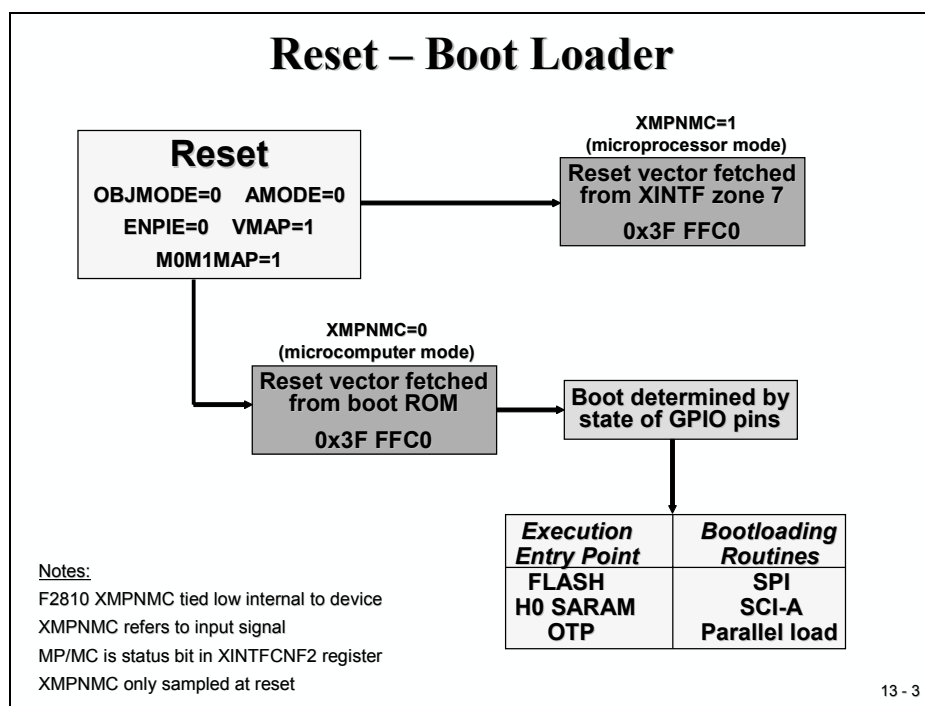 Reset – Boot Loader
Reset
OBJMODE=0 AMODE=0
ENPIE=0 VMAP=1
M0M1MAP=1
XMPNMC=1
(microprocessor mode)
Reset vector fetched
from XINTF zone 7
0x3F FFC0
XMPNMC=0
(microcomputer mode)
Reset vector fetched
from boot ROM
0x3F FFC0
Boot determined by
state of GPIO pins
Execution
Entry Point
FLASH
H0 SARAM
OTP
Bootloading
Routines
SPI
SCI-A
Parallel load
Notes:
F2810 XMPNMC tied low internal to device
XMPNMC refers to input signal
MP/MC is status bit in XINTFCNF2 register
XMPNMC only sampled at reset
13 - 3